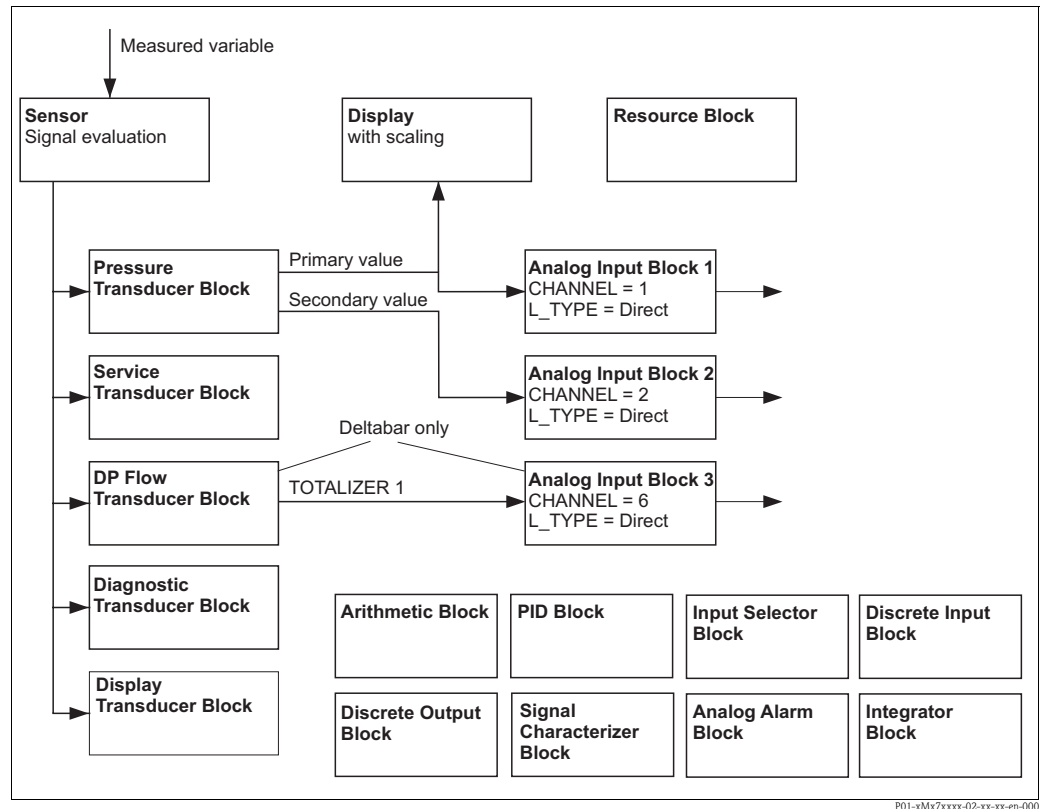 Measured variable
Sensor
Signal evaluation
Display
with scaling
Resource Block
Pressure
Transducer Block
Primary value
Secondary value
Analog Input Block 1
CHANNEL = 1
L_TYPE = Direct
Service
Transducer Block
Analog Input Block 2
CHANNEL = 2
L_TYPE = Direct
Deltabar only
DP Flow
Transducer Block
TOTALIZER 1
Analog Input Block 3
CHANNEL = 6
L_TYPE = Direct
Diagnostic
Transducer Block
Arithmetic Block
PID Block
Input Selector
Block
Discrete Input
Block
Display
Transducer Block
Discrete Output
Block
Signal
Characterizer
Block
Analog Alarm
Block
Integrator
Block
P01-xMx7xxxx-02-xx-xx-en-000